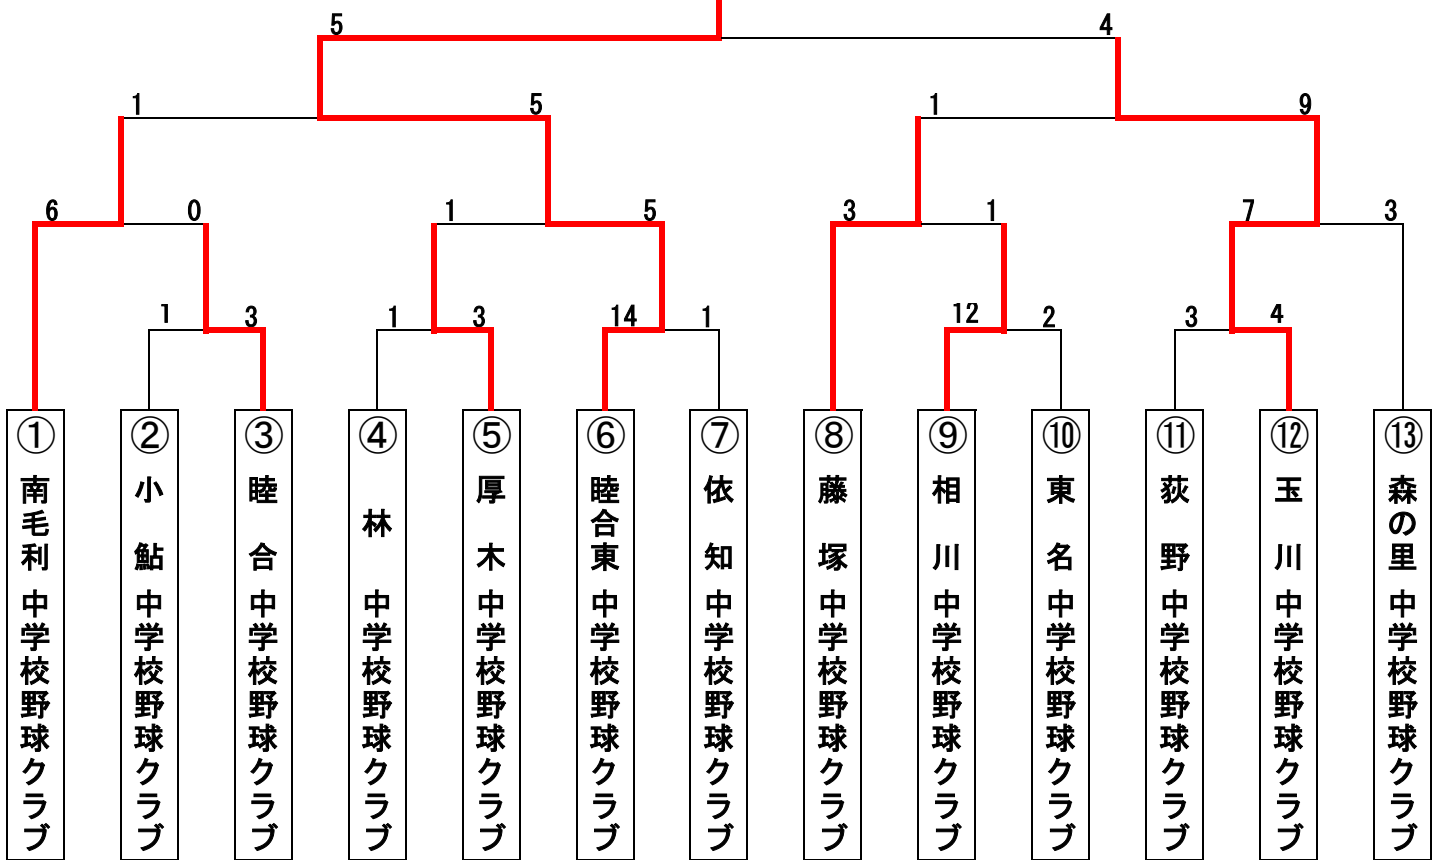 5 4
1 5 1 9
6 0 1 5 3 1 7 3
1 3 1 3 14 1 12 2 3 4
① 南毛利中学校野球クラブ
② 小鮎中学校野球クラブ
③ 睦合中学校野球クラブ
④ 林中学校野球クラブ
⑤ 厚木中学校野球クラブ
⑥ 睦合東中学校野球クラブ
⑦ 依知中学校野球クラブ
⑧ 藤塚中学校野球クラブ
⑨ 相川中学校野球クラブ
⑩ 東名中学校野球クラブ
⑪ 荻野中学校野球クラブ
⑫ 玉川中学校野球クラブ
⑬ 森の里中学校野球クラブ